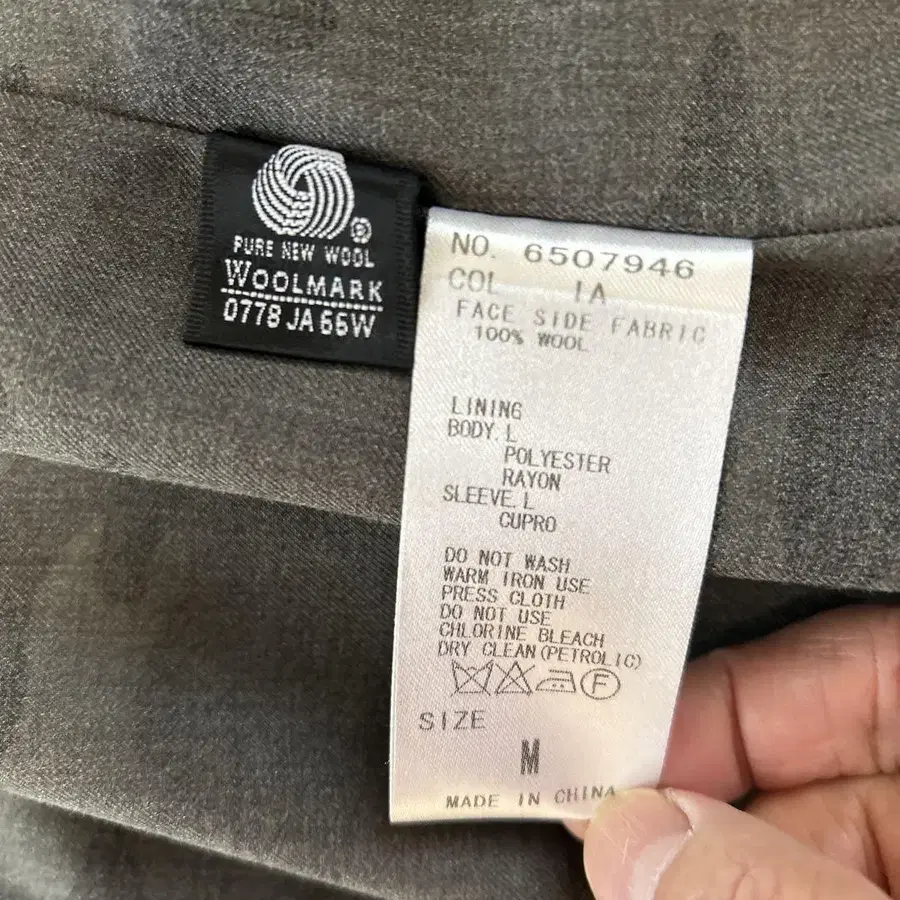 PURE NEW WOOL
WOOLMARK
0778 JA 66W
NO. 6507946
COL 1A
FACE SIDE FABRIC
100% WOOL
LINING
BODY. L
POLYESTER
RAYON
SLEEVE. L
CUPRO
DO NOT WASH
WARM IRON USE
PRESS CLOTH
DO NOT USE
CHLORINE BLEACH
DRY CLEAN (PETROLIC)
F
SIZE
M
MADE IN CHINA